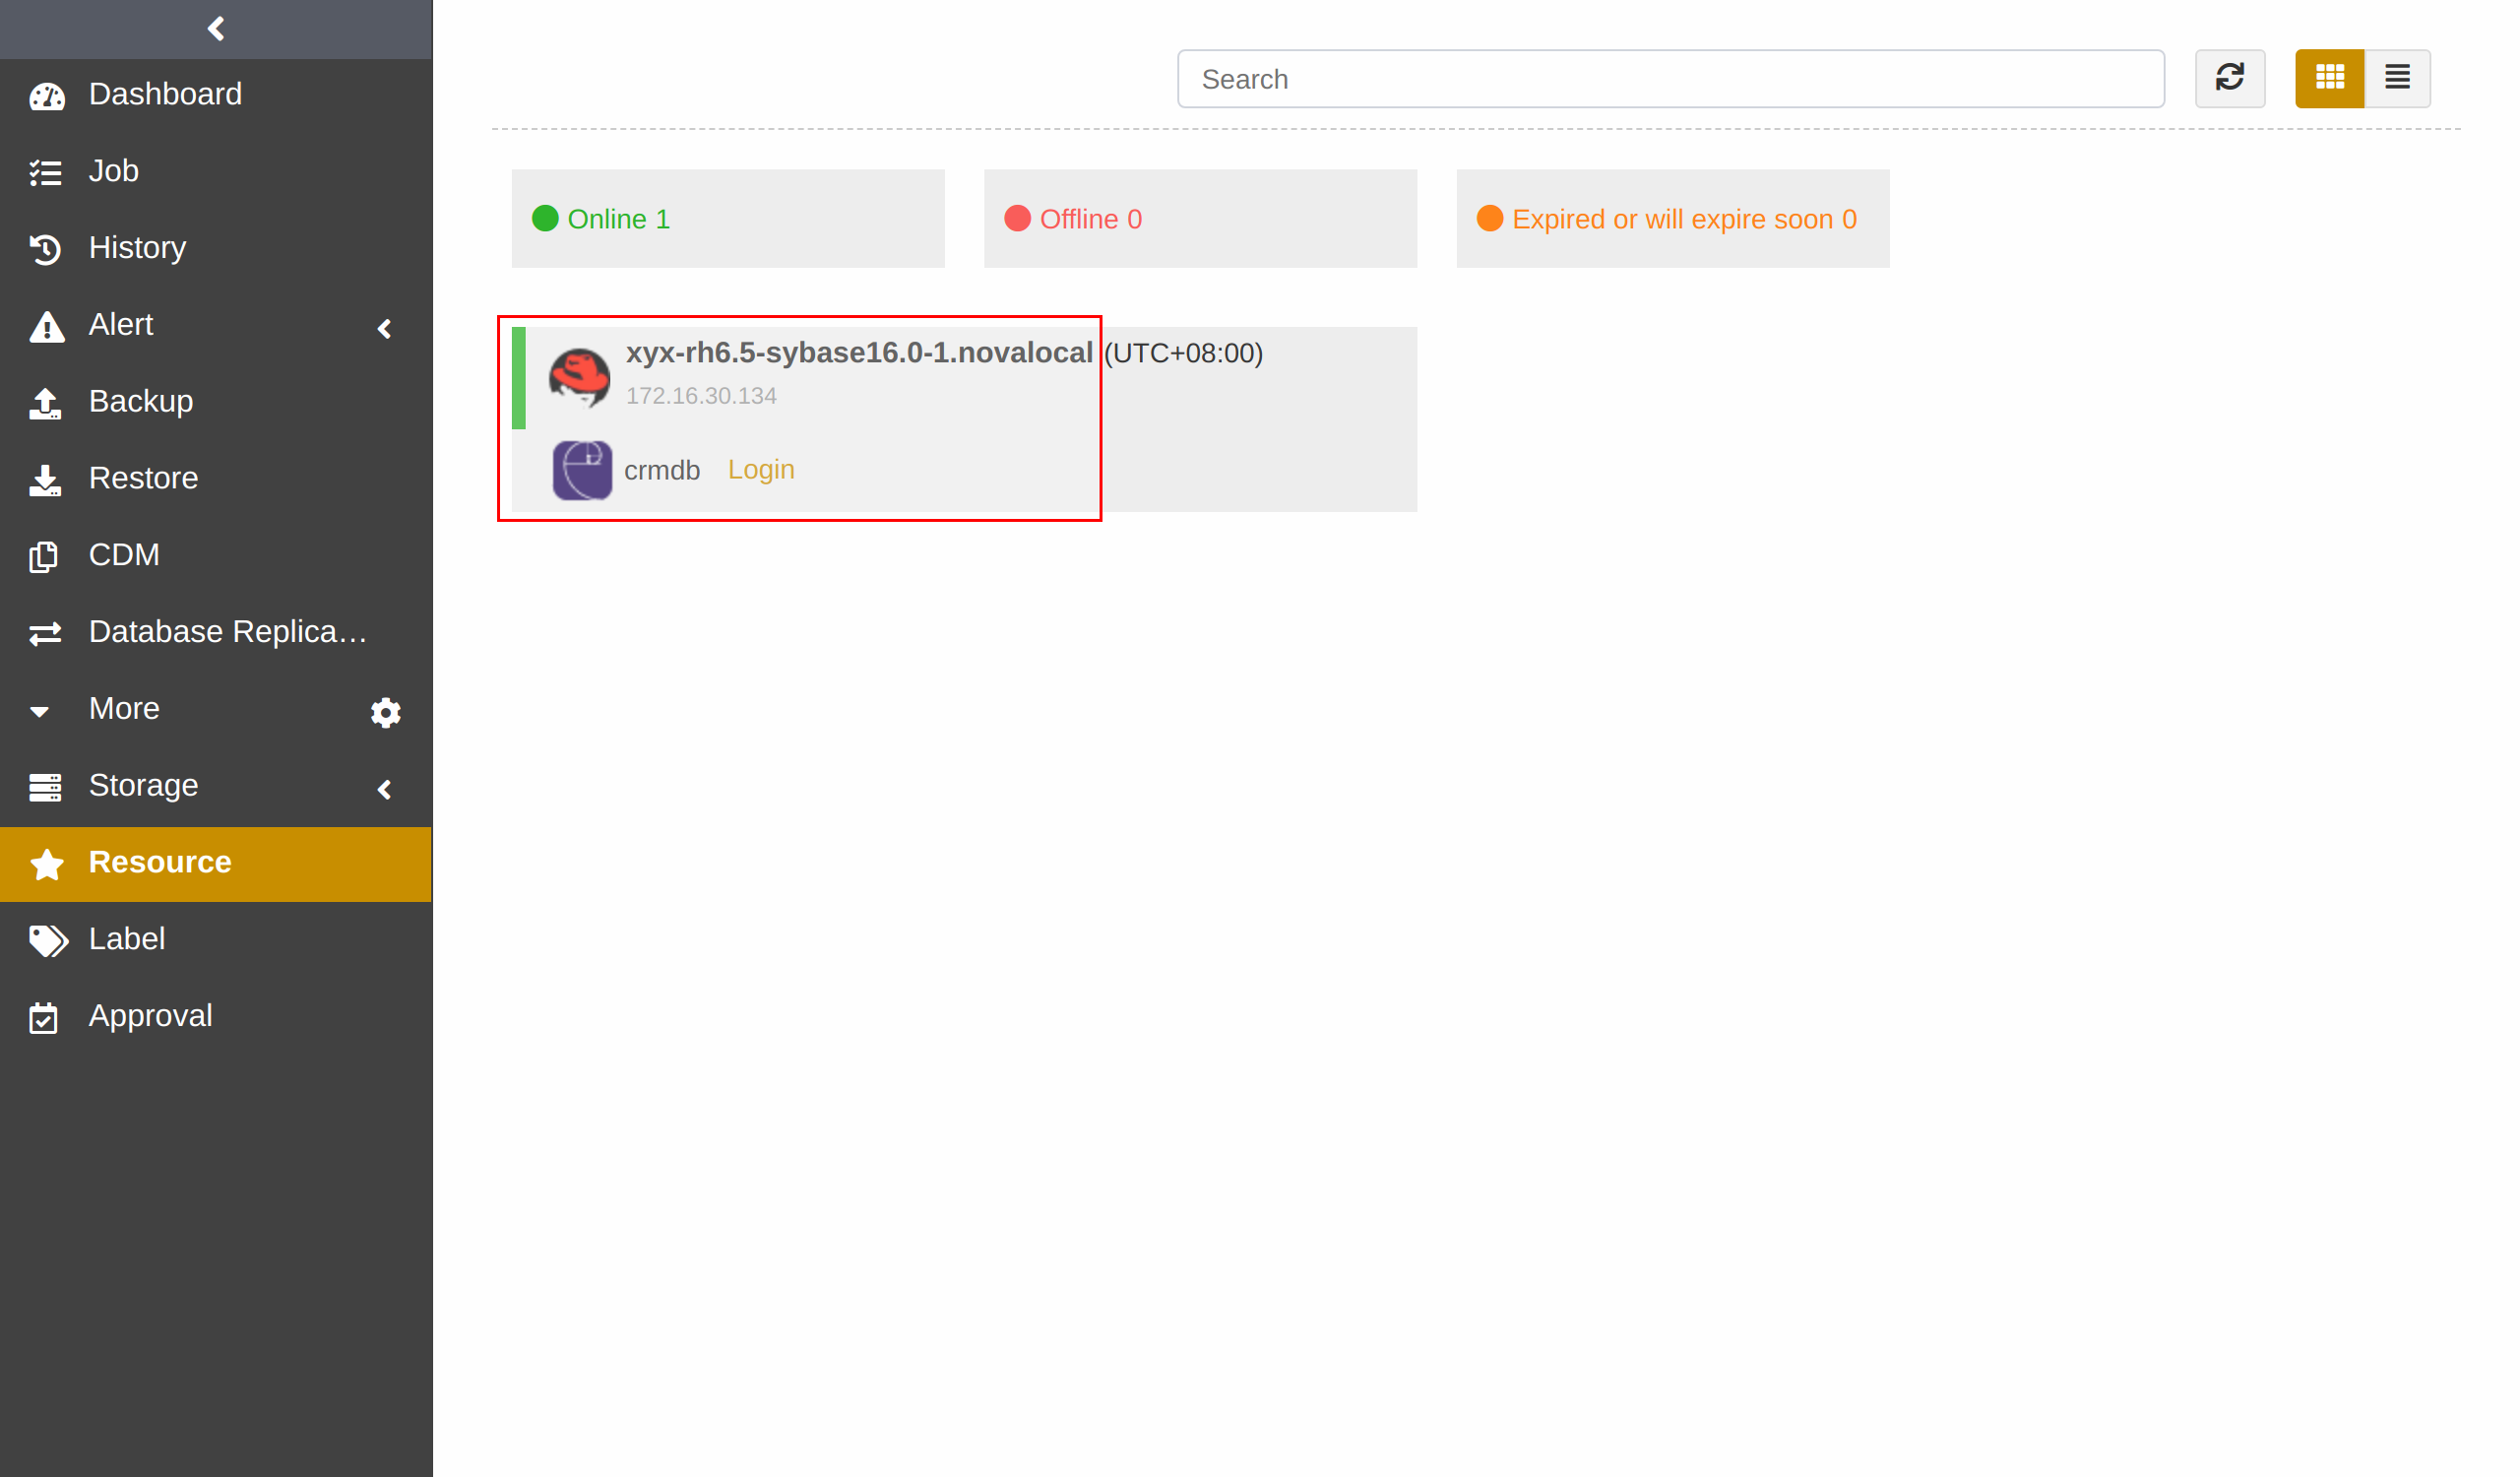 Dashboard
Job
History
Alert
Backup
Restore
CDM
Database Replica…
More
Storage
Resource
Label
Approval
Search
Online 1
Offline 0
Expired or will expire soon 0
xyx-rh6.5-sybase16.0-1.novalocal (UTC+08:00)
172.16.30.134
crmdb Login